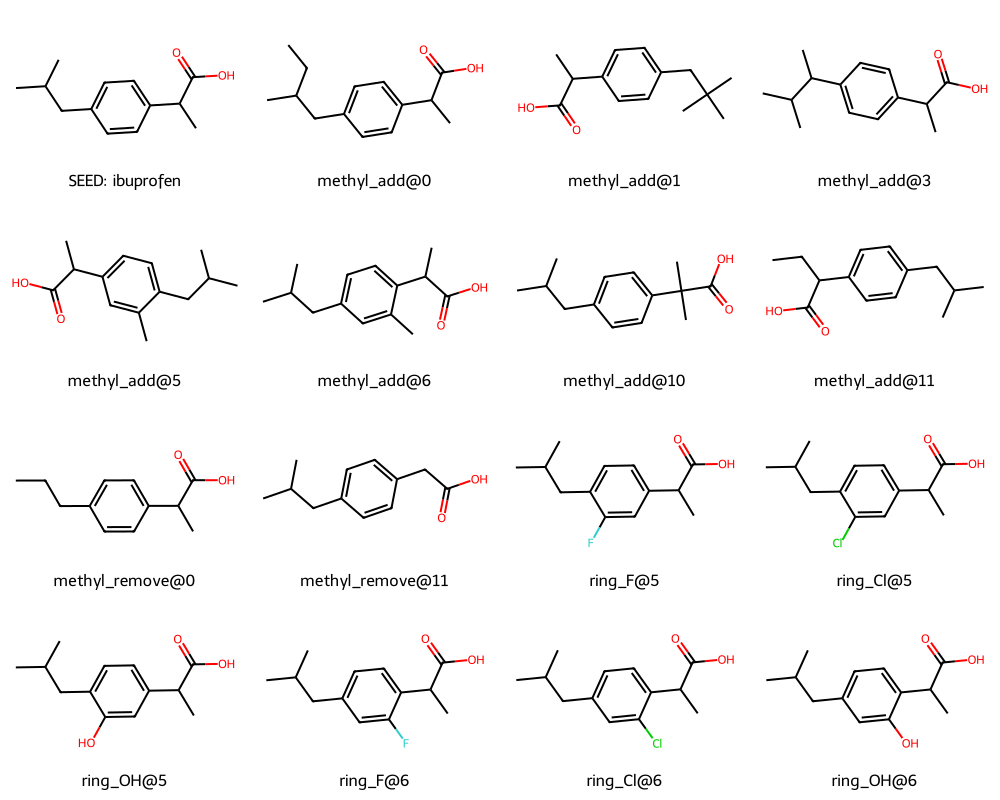 O
OH
O
OH
HO
O
O
OH
SEED: ibuprofen
methyl_add@0
methyl_add@1
methyl_add@3
HO
O
OH
O
OH
O
HO
O
methyl_add@5
methyl_add@6
methyl_add@10
methyl_add@11
O
OH
OH
O
O
OH
F
O
OH
Cl
methyl_remove@0
methyl_remove@11
ring_F@5
ring_Cl@5
O
OH
HO
O
OH
F
O
OH
Cl
O
OH
OH
ring_OH@5
ring_F@6
ring_Cl@6
ring_OH@6